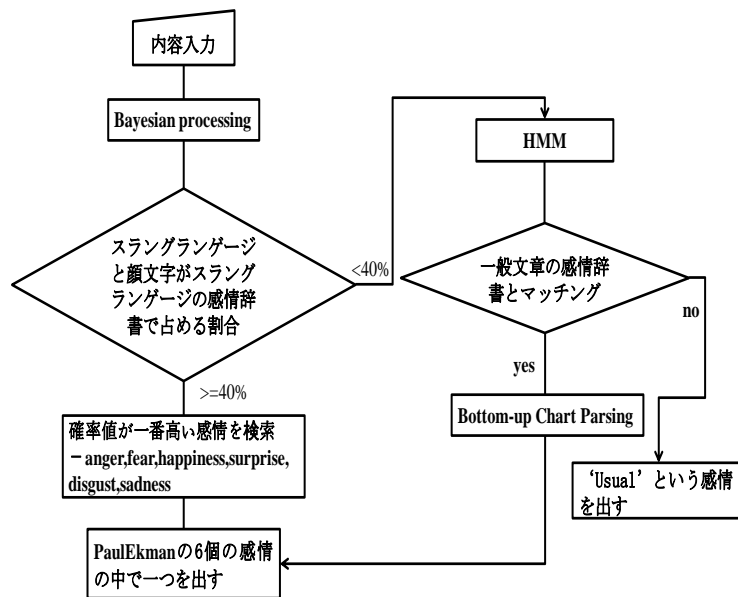 内容入力
Bayesian processing
スラングランゲージ
と顔文字がスラング
ランゲージの感情辞
書で占める割合
<40%
>=40%
確率値が一番高い感情を検索
－anger,fear,happiness,surprise,
disgust,sadness
PaulEkmanの6個の感情
の中で一つを出す
HMM
一般文章の感情辞
書とマッチング
no
yes
Bottom-up Chart Parsing
‘Usual’という感情
を出す